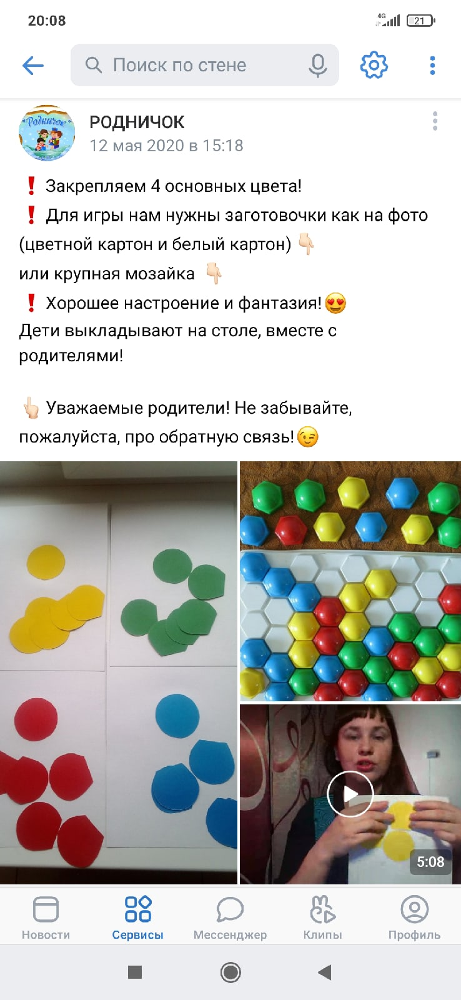 20:08
4G
21
Поиск по стене
"Родничок"
РОДНИЧОК
12 мая 2020 в 15:18
❗ Закрепляем 4 основных цвета!
❗ Для игры нам нужны заготовочки как на фото
(цветной картон и белый картон) 👇🏻
или крупная мозайка 👇🏻
❗ Хорошее настроение и фантазия!😍
Дети выкладывают на столе, вместе с
родителями!
👆🏻 Уважаемые родители! Не забывайте,
пожалуйста, про обратную связь!😉
5:08
Новости
Сервисы
Мессенджер
Клипы
Профиль